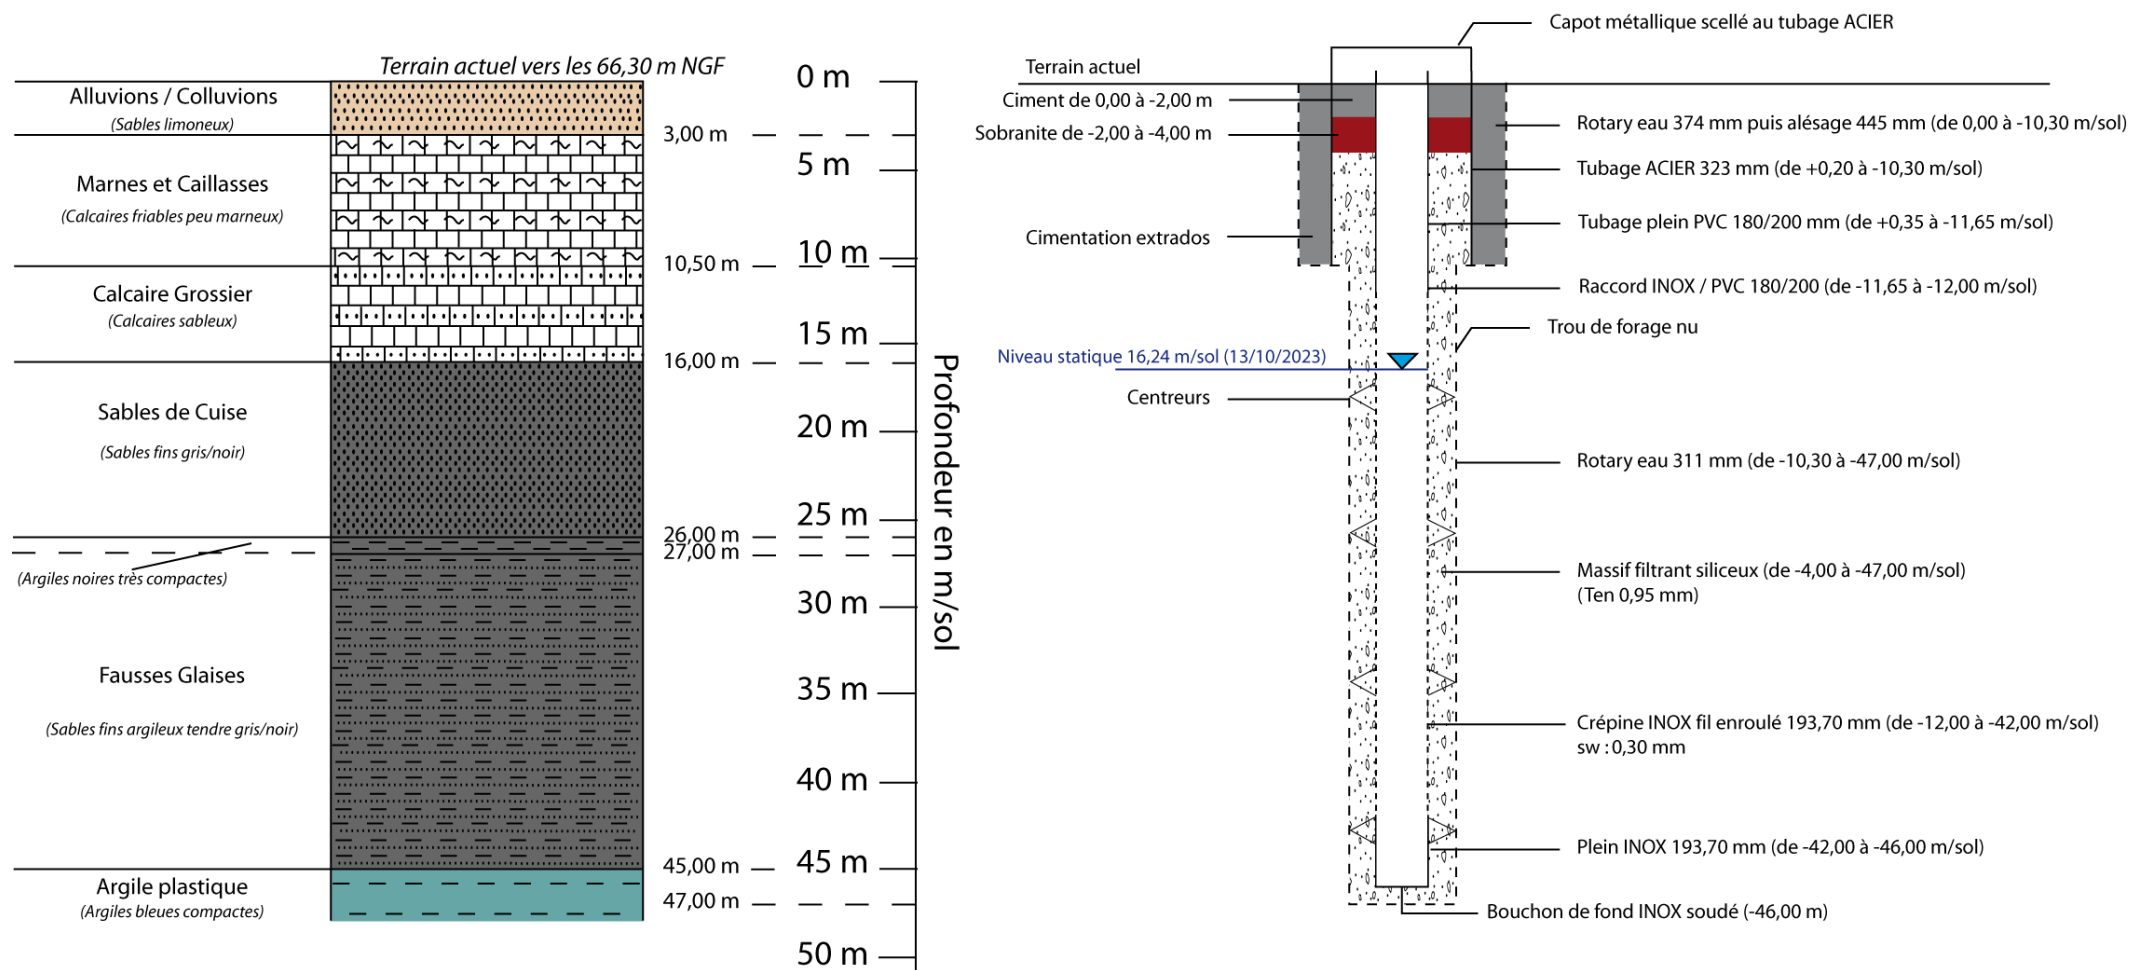 Terrain actuel vers les 66,30 m NGF
Alluvions / Colluvions
(Sables limoneux)
3,00 m
Marnes et Caillasses
(Calcaires friables peu marneux)
10,50 m
Calcaire Grossier
(Calcaires sableux)
16,00 m
Sables de Cuise
(Sables fins gris/noir)
26,00 m
27,00 m
(Argiles noires très compactes)
Fausses Glaises
(Sables fins argileux tendre gris/noir)
45,00 m
Argile plastique
(Argiles bleues compactes)
47,00 m
0 m
5 m
10 m
15 m
20 m
25 m
30 m
35 m
40 m
45 m
50 m
Profondeur en m/sol
Capot métallique scellé au tubage ACIER
Terrain actuel
Ciment de 0,00 à -2,00 m
Sobranite de -2,00 à -4,00 m
Cimentation extrados
Niveau statique 16,24 m/sol (13/10/2023)
Centreurs
Rotary eau 374 mm puis alésage 445 mm (de 0,00 à -10,30 m/sol)
Tubage ACIER 323 mm (de +0,20 à -10,30 m/sol)
Tubage plein PVC 180/200 mm (de +0,35 à -11,65 m/sol)
Raccord INOX / PVC 180/200 (de -11,65 à -12,00 m/sol)
Trou de forage nu
Rotary eau 311 mm (de -10,30 à -47,00 m/sol)
Massif filtrant siliceux (de -4,00 à -47,00 m/sol)
(Ten 0,95 mm)
Crépine INOX fil enroulé 193,70 mm (de -12,00 à -42,00 m/sol)
sw : 0,30 mm
Plein INOX 193,70 mm (de -42,00 à -46,00 m/sol)
Bouchon de fond INOX soudé (-46,00 m)